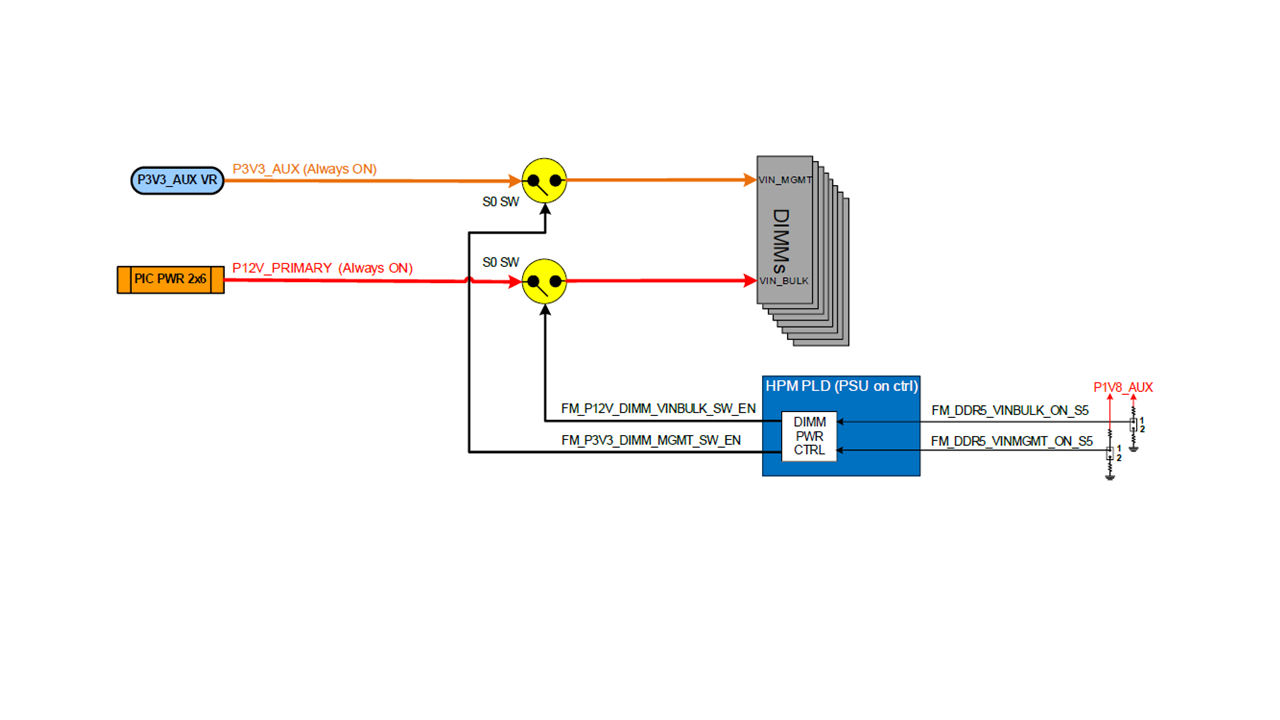 P3V3_AUX VR
P3V3_AUX (Always ON)
S0 SW
VIN_MGMT
DIMMs
PIC PWR 2x6
P12V_PRIMARY (Always ON)
S0 SW
VIN_BULK
HPM PLD (PSU on ctrl)
P1V8_AUX
FM_P12V_DIMM_VINBULK_SW_EN
DIMM
PWR
CTRL
FM_DDR5_VINBULK_ON_S5
1
2
FM_P3V3_DIMM_MGMT_SW_EN
FM_DDR5_VINMGMT_ON_S5
1
2